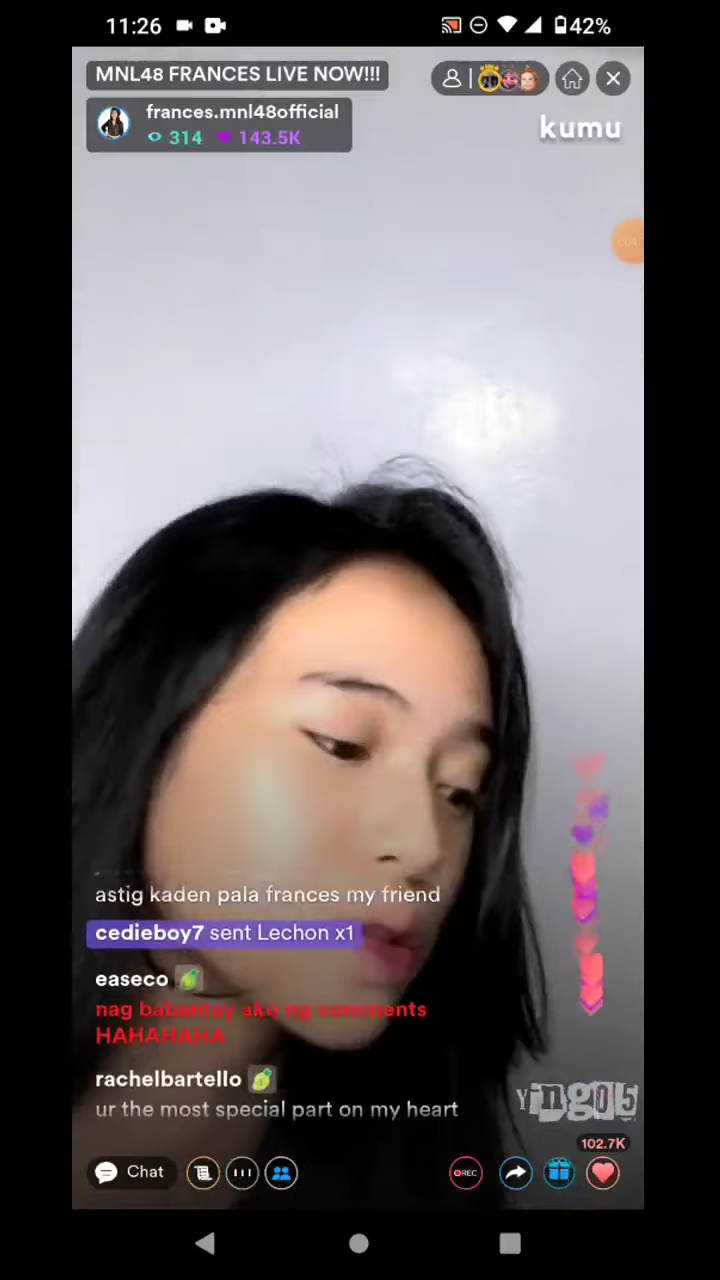 11:26
42%
MNL48 FRANCES LIVE NOW!!!
frances.mnl48official
314 143.5K
kumu
astig kaden pala frances my friend
cedieboy7 sent Lechon x1
easeco
nag babantay ako ng comments
HAHAHAHA
rachelbartello
ur the most special part on my heart
Ying05
102.7K
Chat
REC